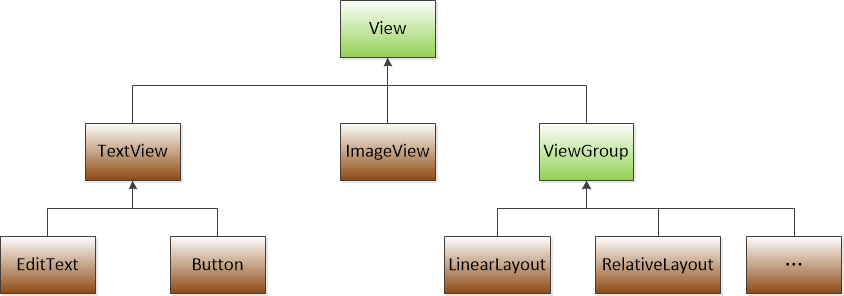 View
TextView
ImageView
ViewGroup
EditText
Button
LinearLayout
RelativeLayout
...